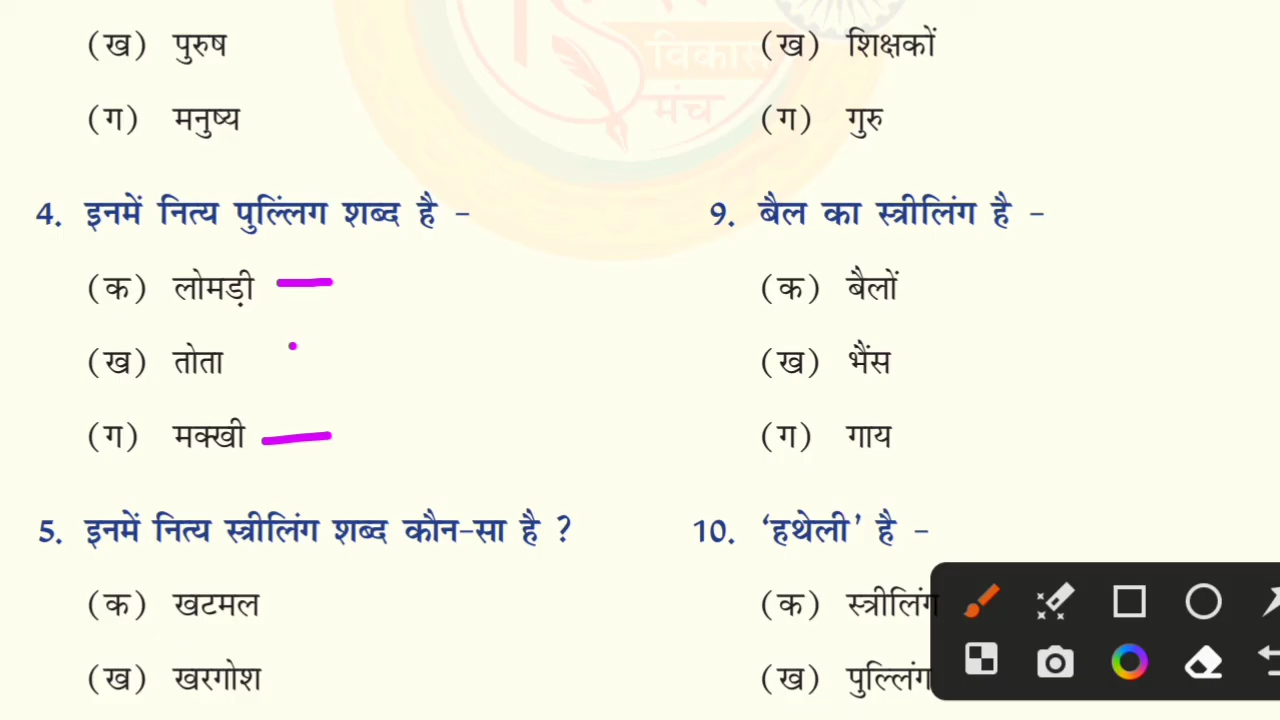 (ख) पुरुष
(ग) मनुष्य
4. इनमें नित्य पुल्लिंग शब्द है -
(क) लोमड़ी
(ख) तोता
(ग) मक्खी
5. इनमें नित्य स्त्रीलिंग शब्द कौन-सा है ?
(क) खटमल
(ख) खरगोश
(ख) शिक्षकों
(ग) गुरु
9. बैल का स्त्रीलिंग है -
(क) बैलों
(ख) भैंस
(ग) गाय
10. ‘हथेली’ है -
(क) स्त्रीलिंग
(ख) पुल्लिंग
विकास
मंच